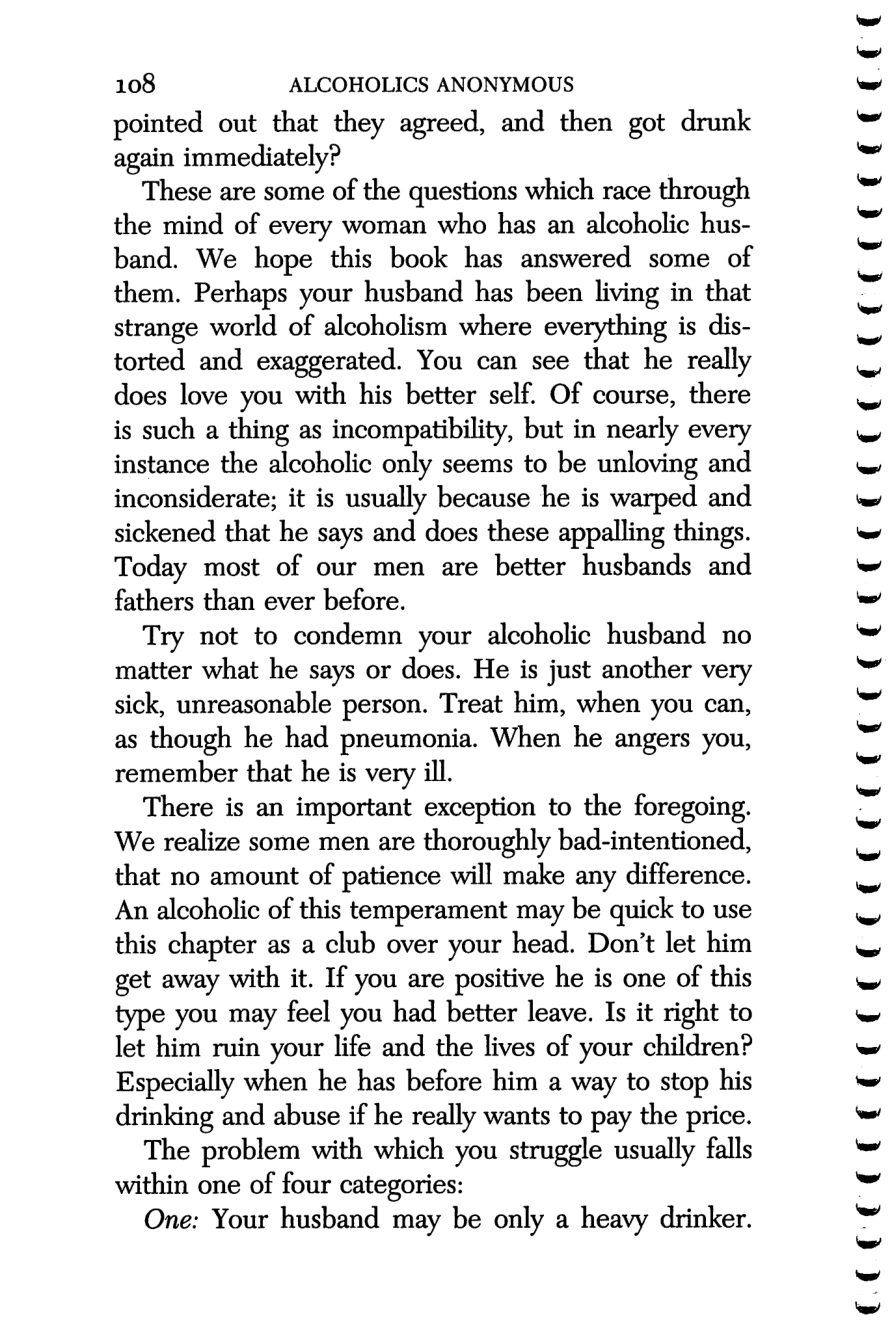 108 ALCOHOLICS ANONYMOUS
pointed out that they agreed, and then got drunk
again immediately?
These are some of the questions which race through
the mind of every woman who has an alcoholic hus-
band. We hope this book has answered some of
them. Perhaps your husband has been living in that
strange world of alcoholism where everything is dis-
torted and exaggerated. You can see that he really
does love you with his better self. Of course, there
is such a thing as incompatibility, but in nearly every
instance the alcoholic only seems to be unloving and
inconsiderate; it is usually because he is warped and
sickened that he says and does these appalling things.
Today most of our men are better husbands and
fathers than ever before.
Try not to condemn your alcoholic husband no
matter what he says or does. He is just another very
sick, unreasonable person. Treat him, when you can,
as though he had pneumonia. When he angers you,
remember that he is very ill.
There is an important exception to the foregoing.
We realize some men are thoroughly bad-intentioned,
that no amount of patience will make any difference.
An alcoholic of this temperament may be quick to use
this chapter as a club over your head. Don't let him
get away with it. If you are positive he is one of this
type you may feel you had better leave. Is it right to
let him ruin your life and the lives of your children?
Especially when he has before him a way to stop his
drinking and abuse if he really wants to pay the price.
The problem with which you struggle usually falls
within one of four categories:
One: Your husband may be only a heavy drinker.